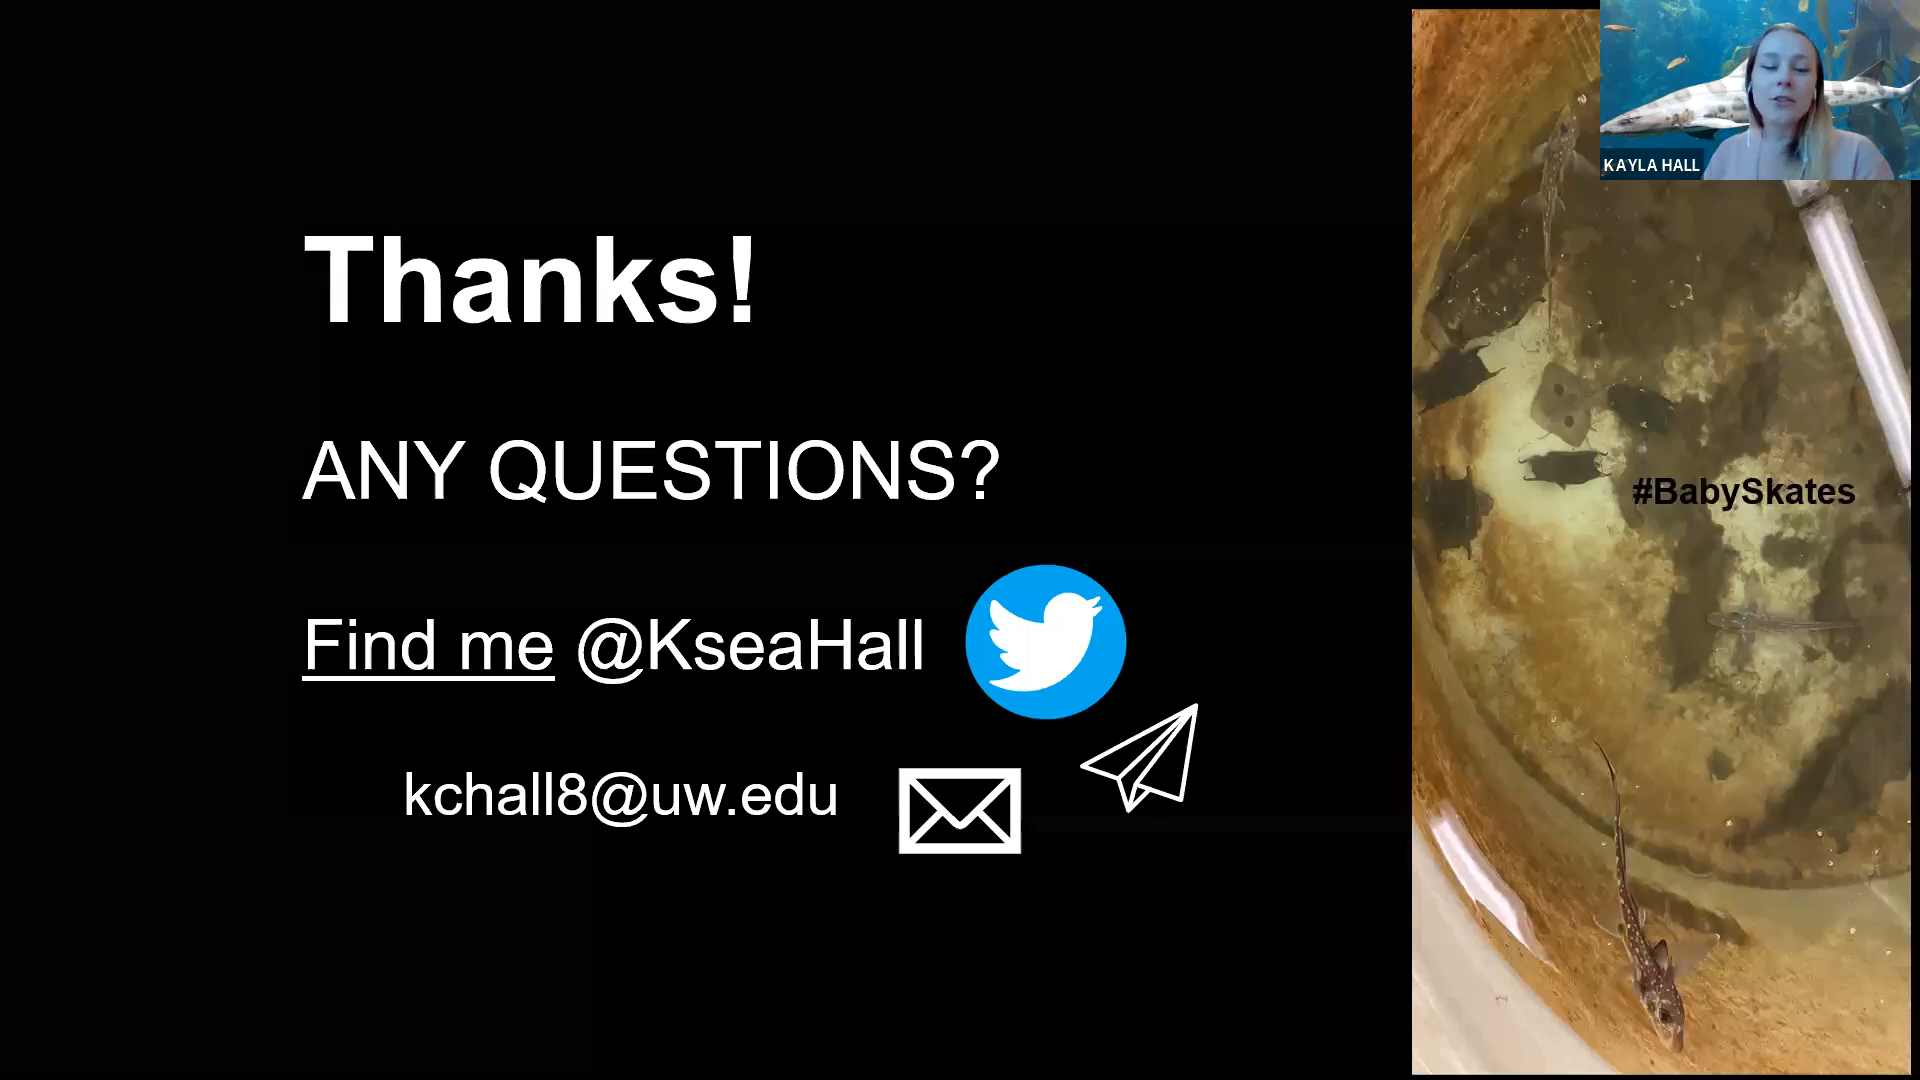 KAYLA HALL
Thanks!
ANY QUESTIONS?
#BabySkates
Find me @KseaHall
kchall8@uw.edu